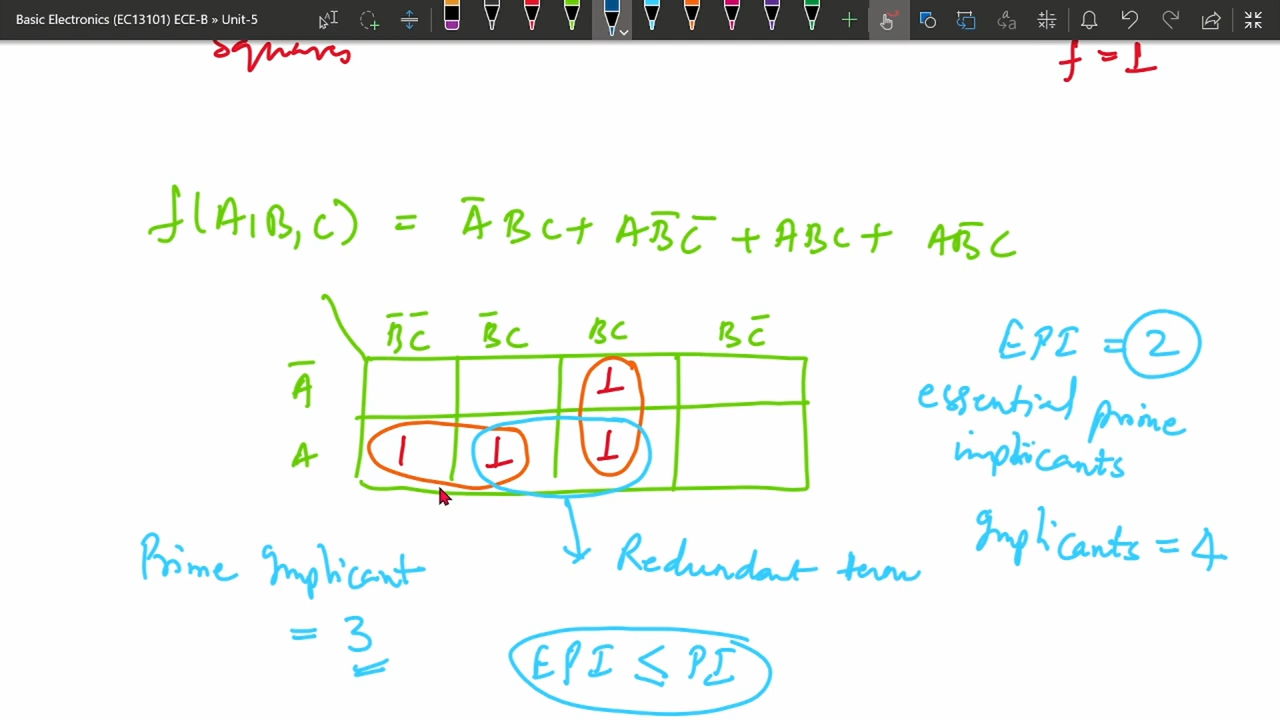 Basic Electronics (EC13101) ECE-B » Unit-5
squares
f = 1
f(A,B,C) = A̅BC + AB̅C̅ + ABC + AB̅C
B̅C̅ B̅C BC BC̅
A̅ 1
A 1 1 1
EPI = 2
essential prime
implicants
Implicants = 4
Prime Implicant
= 3
Redundant term
EPI ≤ PI